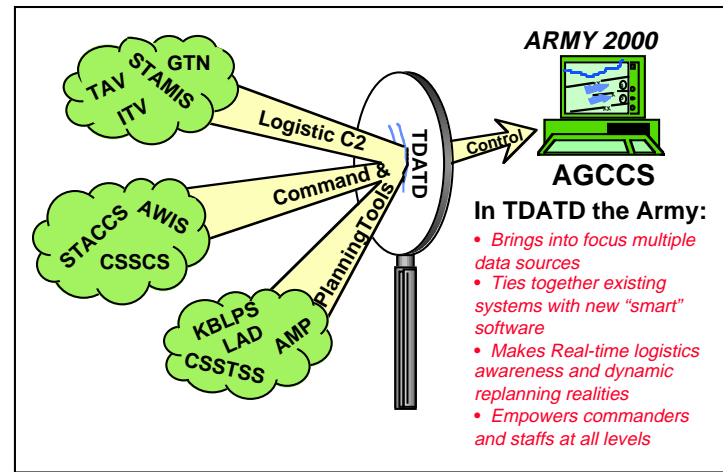 ARMY 2000
GTN
STAMIS
TAV
ITV
Logistic C2
TDATD
Control
AGCCS
STACCS
AWIS
CSSCS
Command &
PlanningTools
KBLPS
LAD
AMP
CSSTSS
In TDATD the Army:
• Brings into focus multiple
data sources
• Ties together existing
systems with new “smart”
software
• Makes Real-time logistics
awareness and dynamic
replanning realities
• Empowers commanders
and staffs at all levels